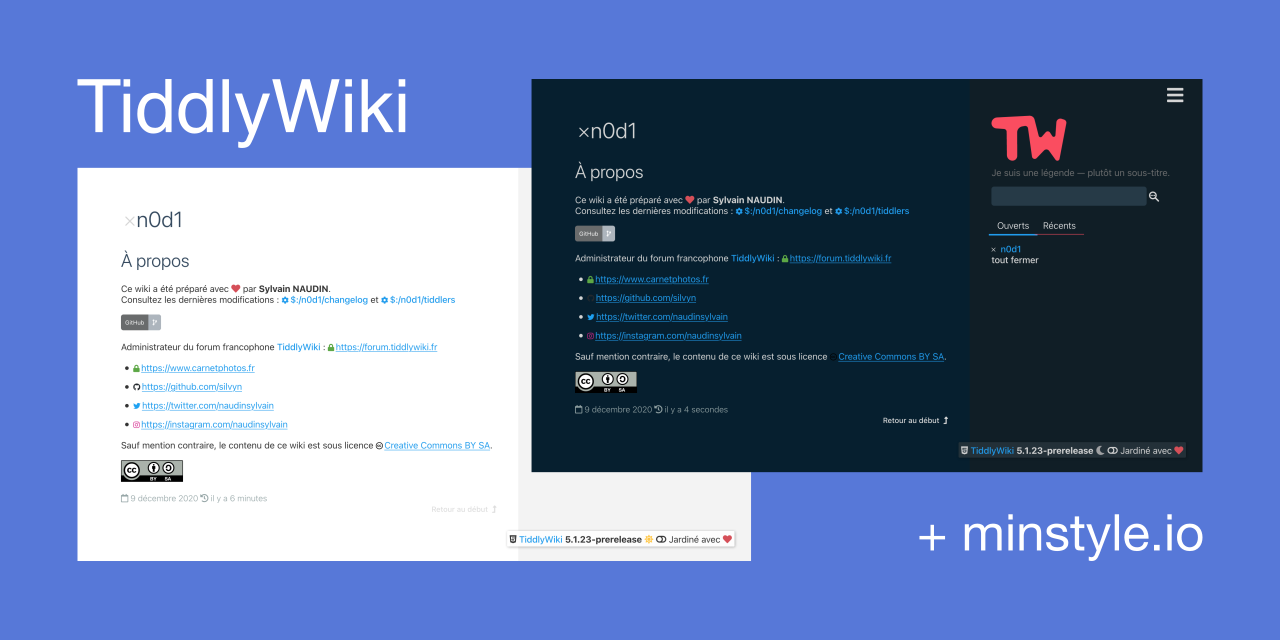 TiddlyWiki
×n0d1
À propos
Ce wiki a été préparé avec ❤ par Sylvain NAUDIN.
Consultez les dernières modifications : $:/n0d1/changelog et $:/n0d1/tiddlers
GitHub
Administrateur du forum francophone TiddlyWiki : https://forum.tiddlywiki.fr
• https://www.carnetphotos.fr
• https://github.com/silvyn
• https://twitter.com/naudinsylvain
• https://instagram.com/naudinsylvain
Sauf mention contraire, le contenu de ce wiki est sous licence Creative Commons BY SA.
cc BY SA
9 décembre 2020 il y a 6 minutes
Retour au début
TiddlyWiki 5.1.23-prerelease Jardiné avec ❤
×n0d1
À propos
Ce wiki a été préparé avec ❤ par Sylvain NAUDIN.
Consultez les dernières modifications : $:/n0d1/changelog et $:/n0d1/tiddlers
GitHub
Administrateur du forum francophone TiddlyWiki : https://forum.tiddlywiki.fr
• https://www.carnetphotos.fr
• https://github.com/silvyn
• https://twitter.com/naudinsylvain
• https://instagram.com/naudinsylvain
Sauf mention contraire, le contenu de ce wiki est sous licence Creative Commons BY SA.
cc BY SA
9 décembre 2020 il y a 4 secondes
Retour au début
TW
Je suis une légende — plutôt un sous-titre.
Ouverts Récents
× n0d1
tout fermer
TiddlyWiki 5.1.23-prerelease Jardiné avec ❤
+ minstyle.io